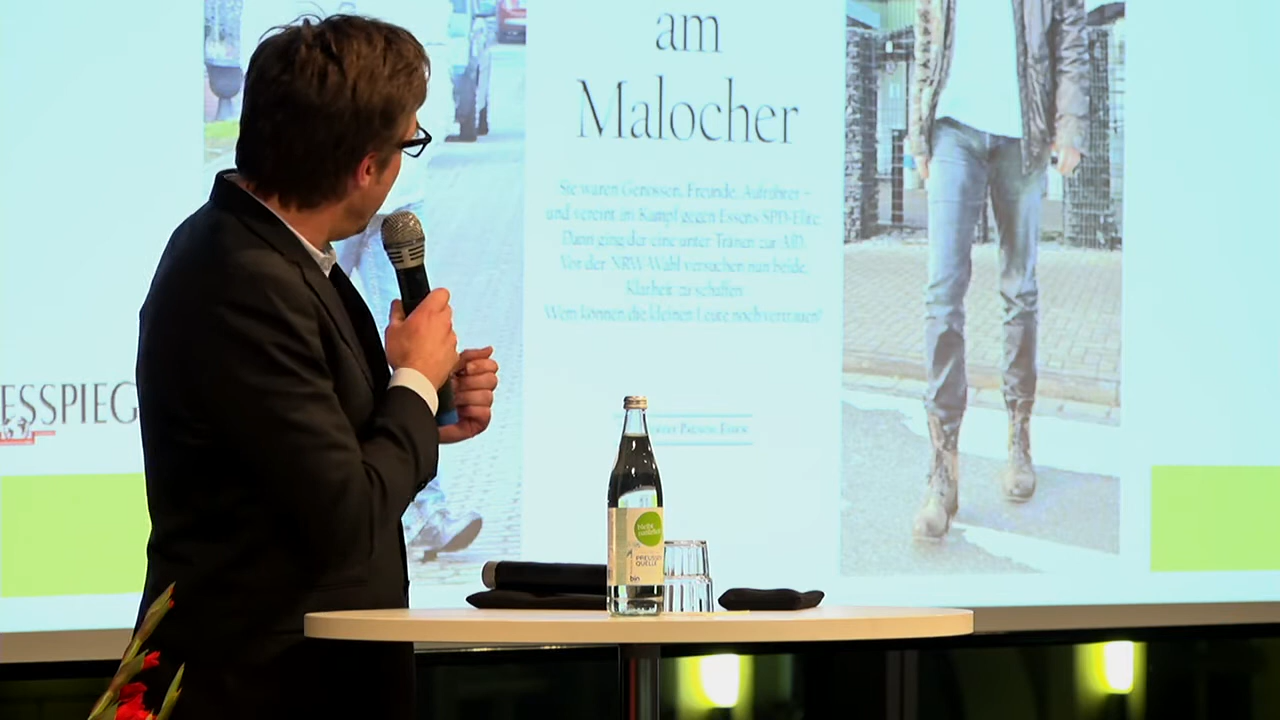 am
Malocher
Sie waren Genossen, Freunde, Aufrührer –
und vereint im Kampf gegen Essens SPD-Elite.
Dann ging der eine unter Tränen zur AfD.
Vor der NRW-Wahl versuchen nun beide,
Klarheit zu schaffen:
Wem können die kleinen Leute noch vertrauen?
ESSPIEG
PREUSSEN
QUELLE